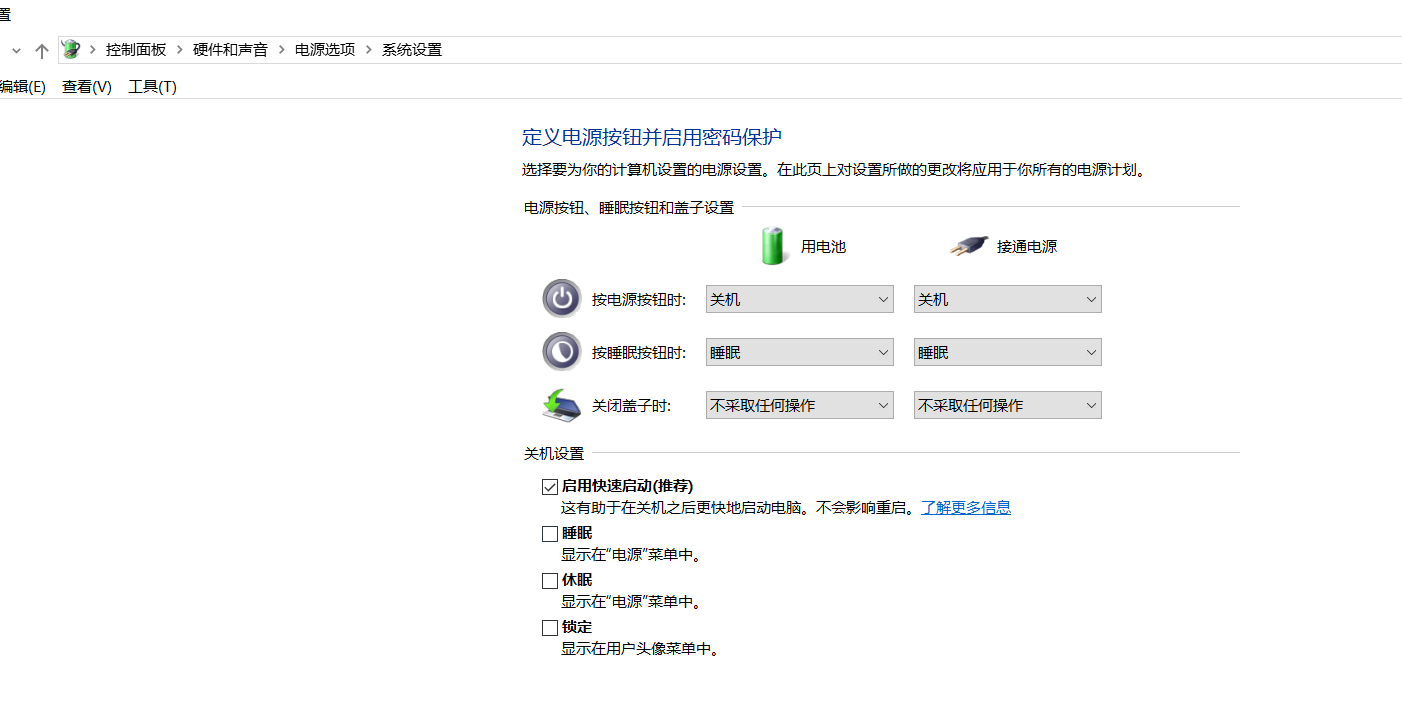 置
控制面板 > 硬件和声音 > 电源选项 > 系统设置
编辑(E) 查看(V) 工具(T)
定义电源按钮并启用密码保护
选择要为你的计算机设置的电源设置。在此页上对设置所做的更改将应用于你所有的电源计划。
电源按钮、睡眠按钮和盖子设置
用电池 接通电源
按电源按钮时: 关机 关机
按睡眠按钮时: 睡眠 睡眠
关闭盖子时: 不采取任何操作 不采取任何操作
关机设置
启用快速启动(推荐)
这有助于在关机之后更快地启动电脑。不会影响重启。了解更多信息
睡眠
显示在“电源”菜单中。
休眠
显示在“电源”菜单中。
锁定
显示在用户头像菜单中。